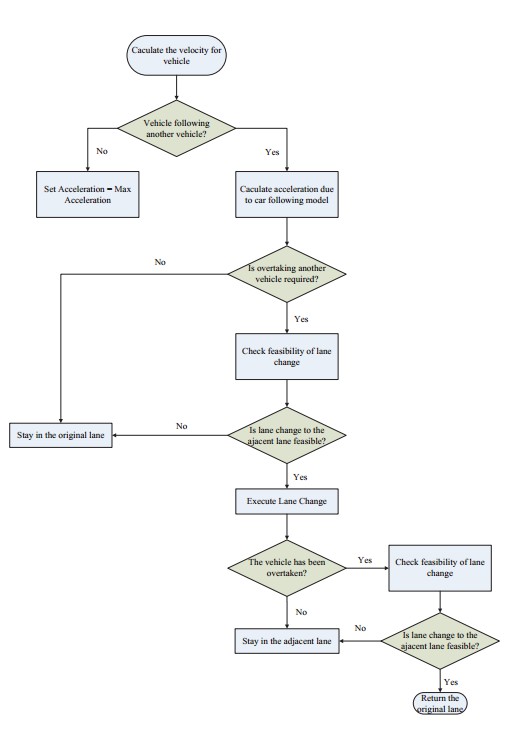 Caculate the velocity for
vehicle
Vehicle following
another vehicle?
No
Yes
Set Acceleration = Max
Acceleration
Caculate acceleration due
to car following model
No
Is overtaking another
vehicle required?
Yes
Check feasibility of lane
change
Stay in the original lane
No
Is lane change to the
ajacent lane feasible?
Yes
Execute Lane Change
The vehicle has been
overtaken?
Yes
Check feasibility of lane
change
No
Stay in the adjacent lane
No
Is lane change to the
ajacent lane feasible?
Yes
Return the
original lane